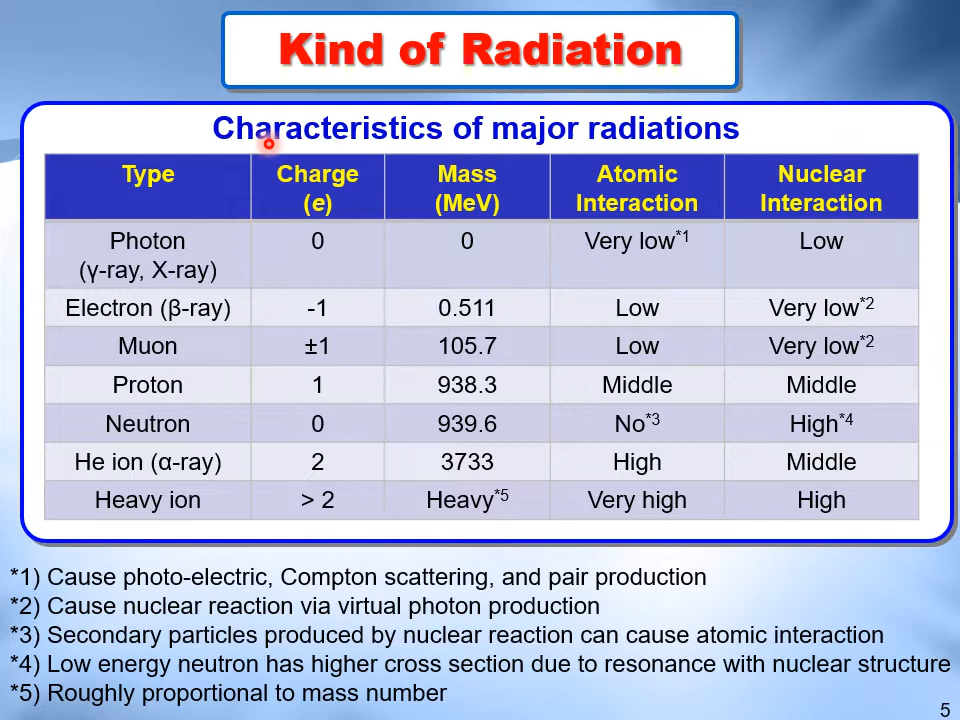 Kind of Radiation
Characteristics of major radiations
Type Charge (e) Mass (MeV) Atomic Interaction Nuclear Interaction
Photon (γ-ray, X-ray) 0 0 Very low*1 Low
Electron (β-ray) -1 0.511 Low Very low*2
Muon ±1 105.7 Low Very low*2
Proton 1 938.3 Middle Middle
Neutron 0 939.6 No*3 High*4
He ion (α-ray) 2 3733 High Middle
Heavy ion > 2 Heavy*5 Very high High
*1) Cause photo-electric, Compton scattering, and pair production
*2) Cause nuclear reaction via virtual photon production
*3) Secondary particles produced by nuclear reaction can cause atomic interaction
*4) Low energy neutron has higher cross section due to resonance with nuclear structure
*5) Roughly proportional to mass number
5